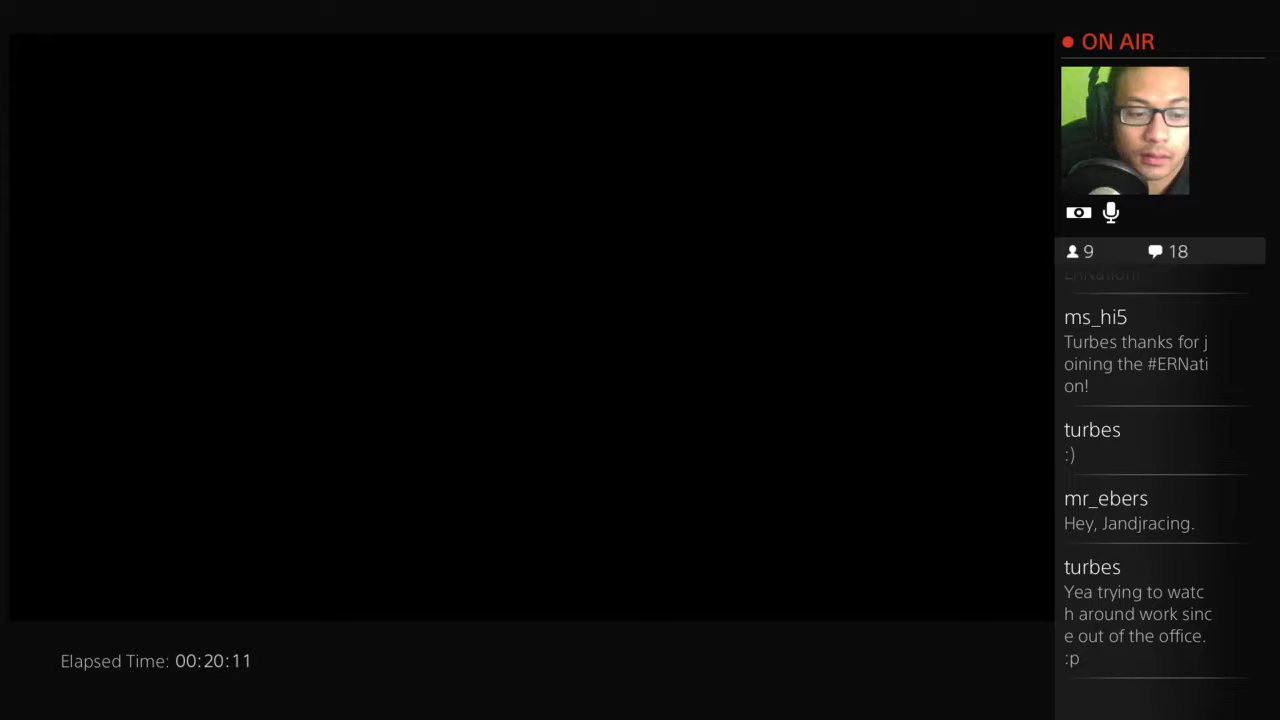 ON AIR
9 18
ERNation!
ms_hi5
Turbes thanks for j
oining the #ERNati
on!
turbes
:)
mr_ebers
Hey, Jandjracing.
turbes
Yea trying to watc
h around work sinc
e out of the office.
:p
Elapsed Time: 00:20:11